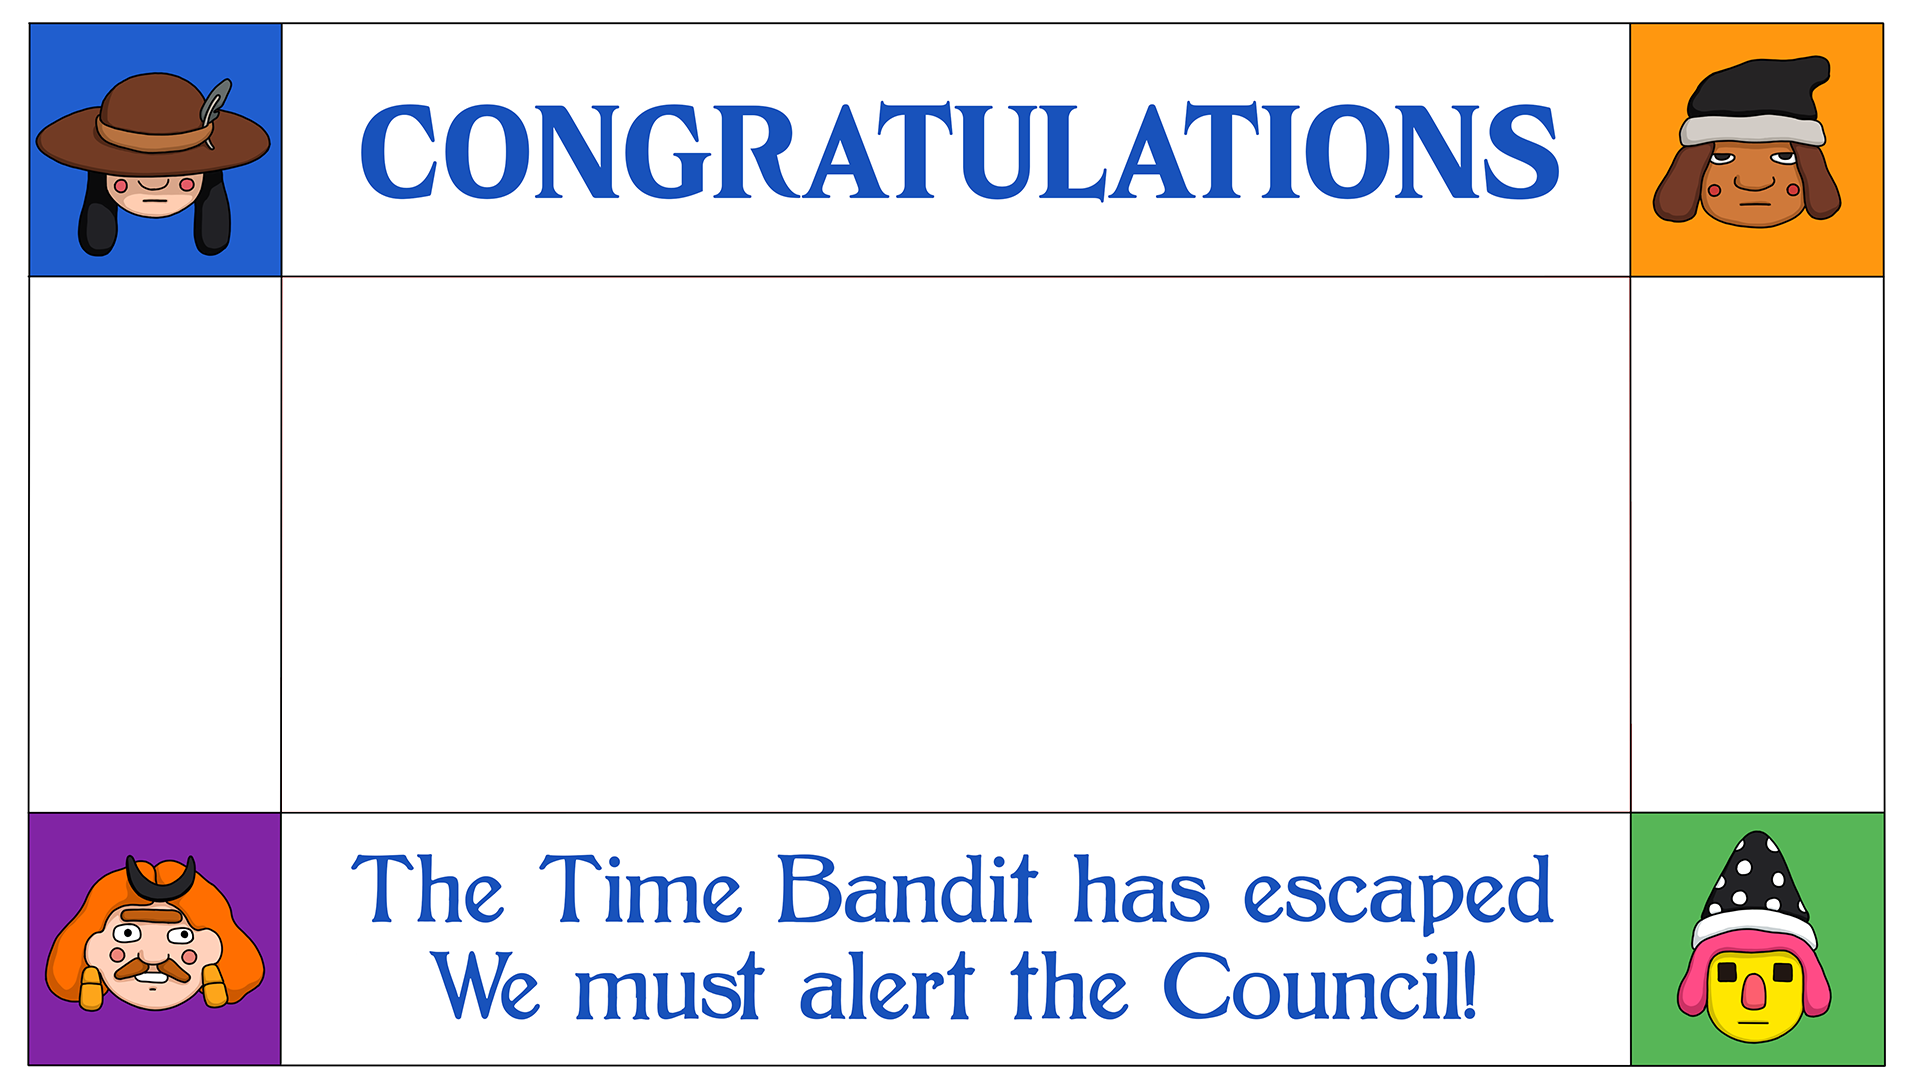 CONGRATULATIONS
The Time Bandit has escaped
We must alert the Council!